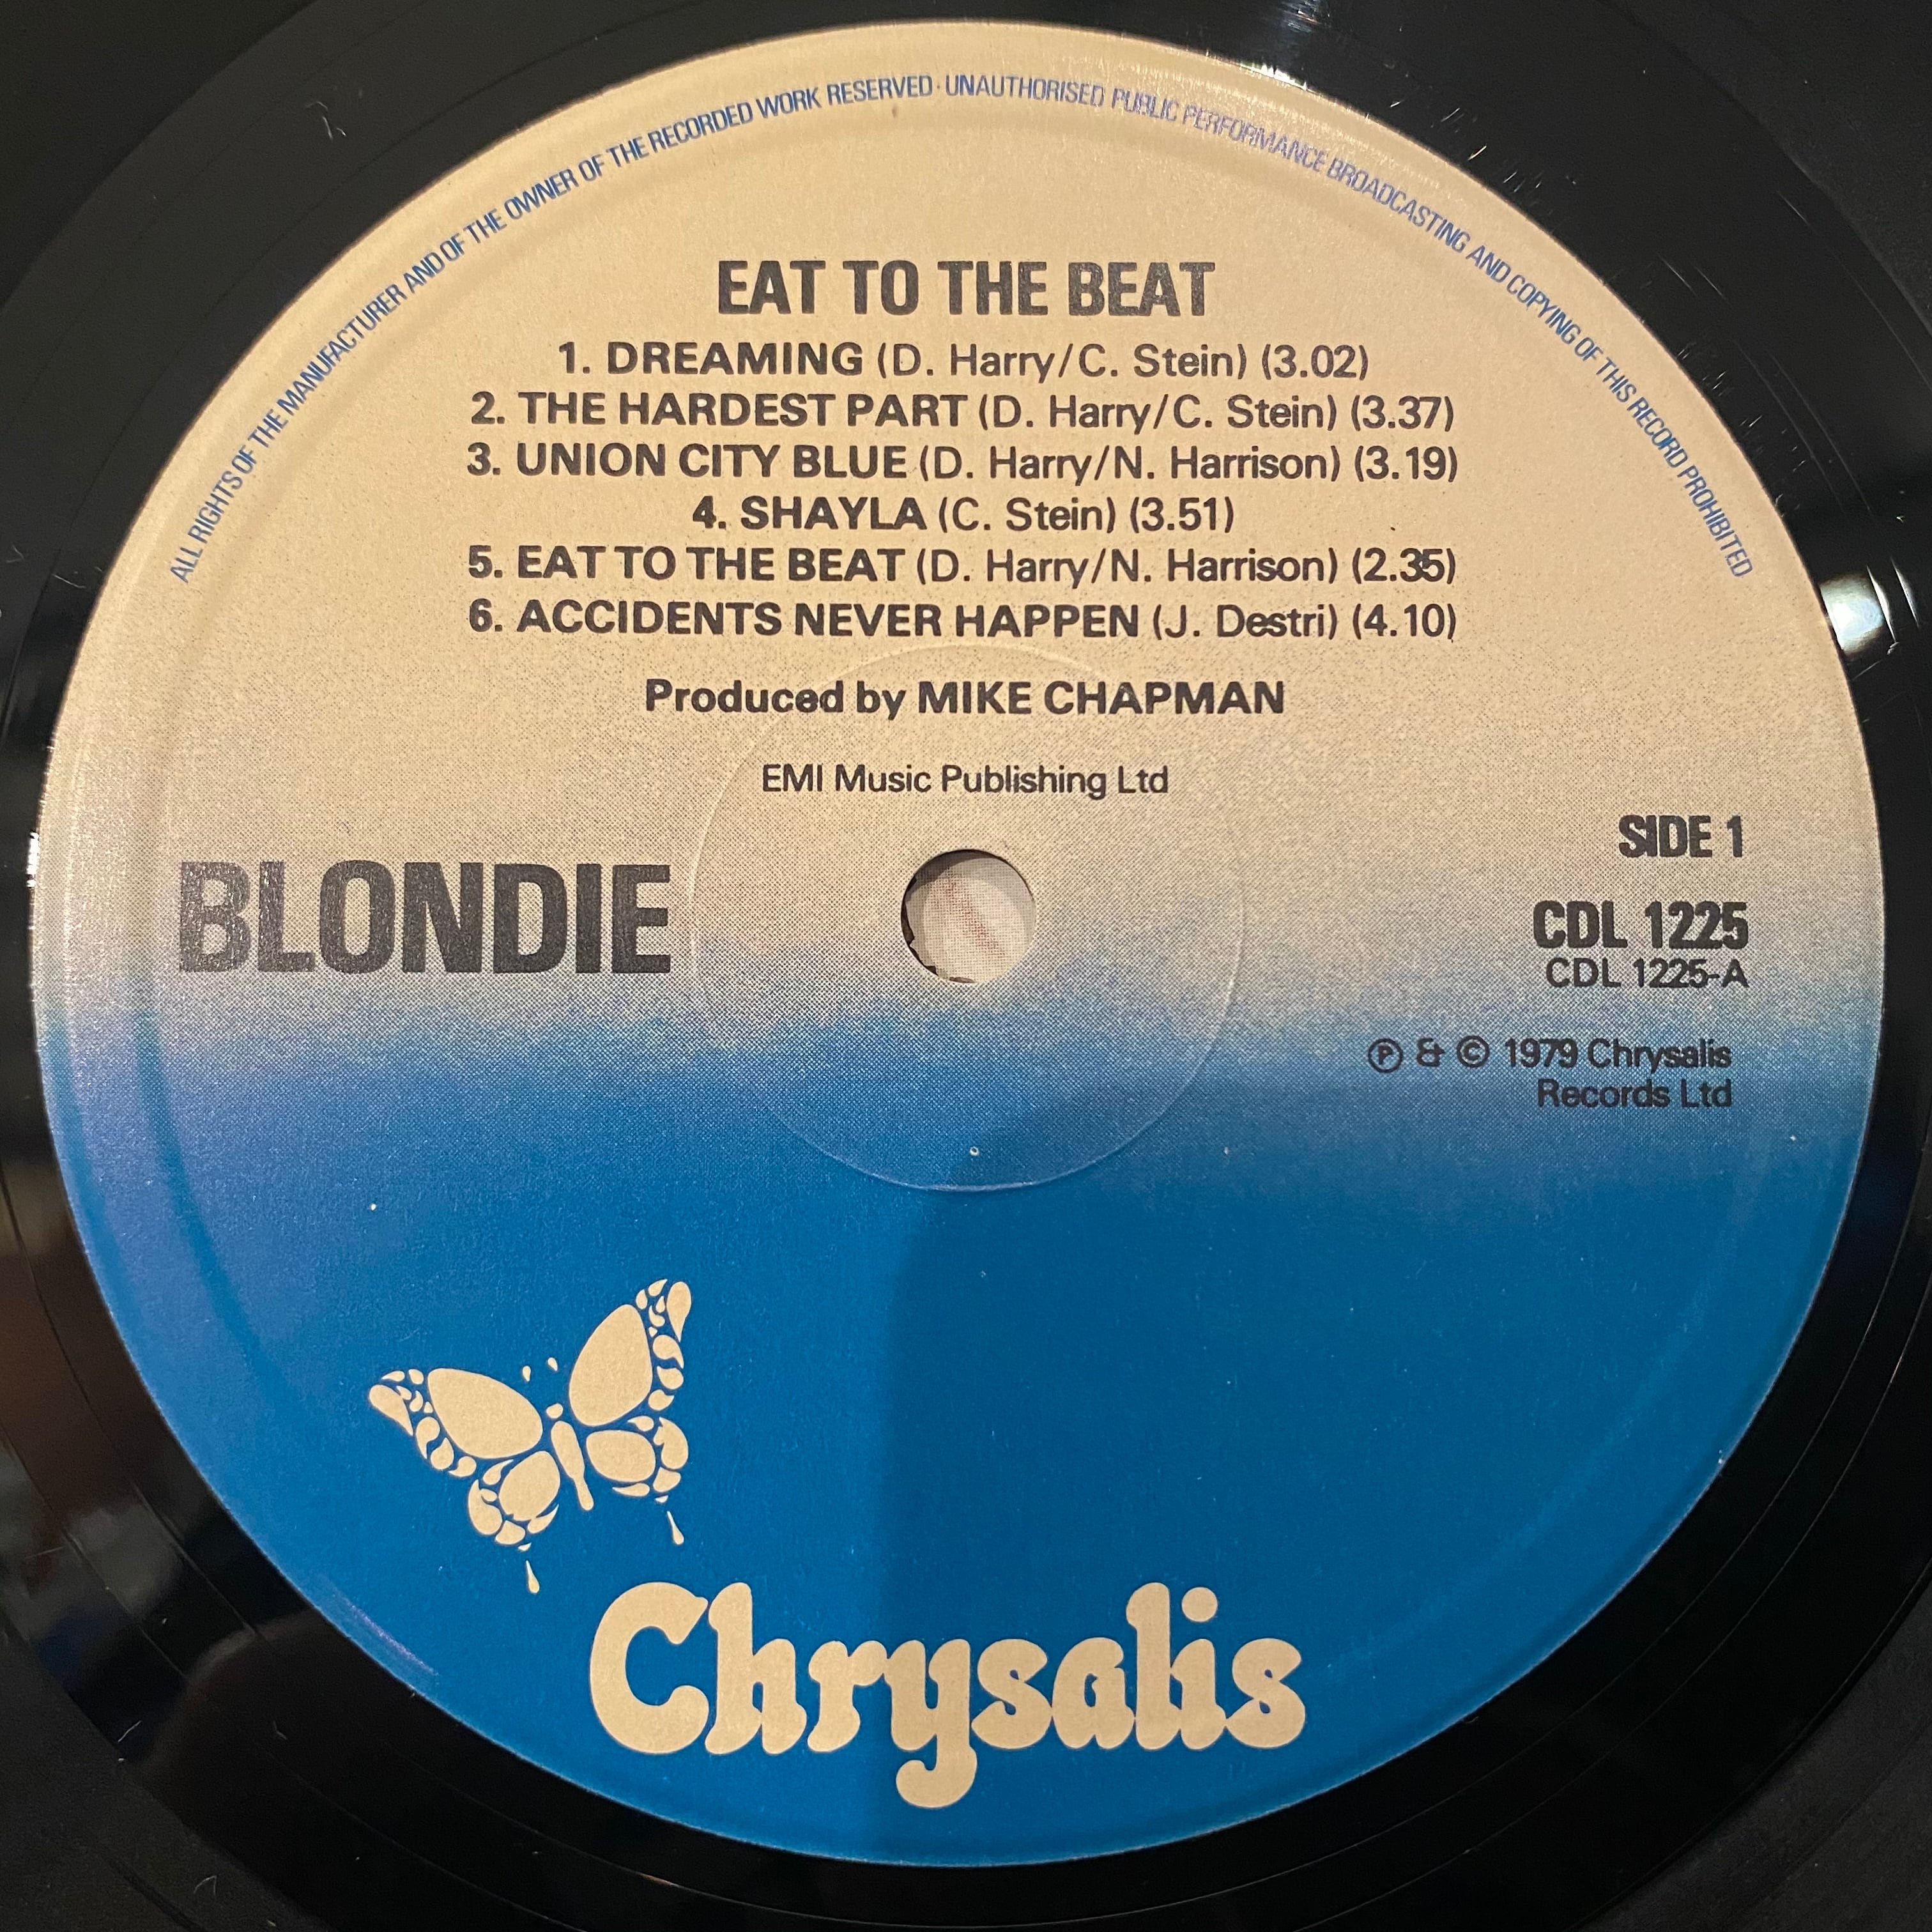 ALL RIGHTS OF THE MANUFACTURER AND OF THE OWNER OF THE RECORDED WORK RESERVED · UNAUTHORISED PUBLIC PERFORMANCE BROADCASTING AND COPYING OF THIS RECORD PROHIBITED
EAT TO THE BEAT
1. DREAMING (D. Harry/C. Stein) (3.02)
2. THE HARDEST PART (D. Harry/C. Stein) (3.37)
3. UNION CITY BLUE (D. Harry/N. Harrison) (3.19)
4. SHAYLA (C. Stein) (3.51)
5. EAT TO THE BEAT (D. Harry/N. Harrison) (2.35)
6. ACCIDENTS NEVER HAPPEN (J. Destri) (4.10)
Produced by MIKE CHAPMAN
EMI Music Publishing Ltd
BLONDIE
SIDE 1
CDL 1225
CDL 1225-A
℗ & © 1979 Chrysalis
Records Ltd
Chrysalis